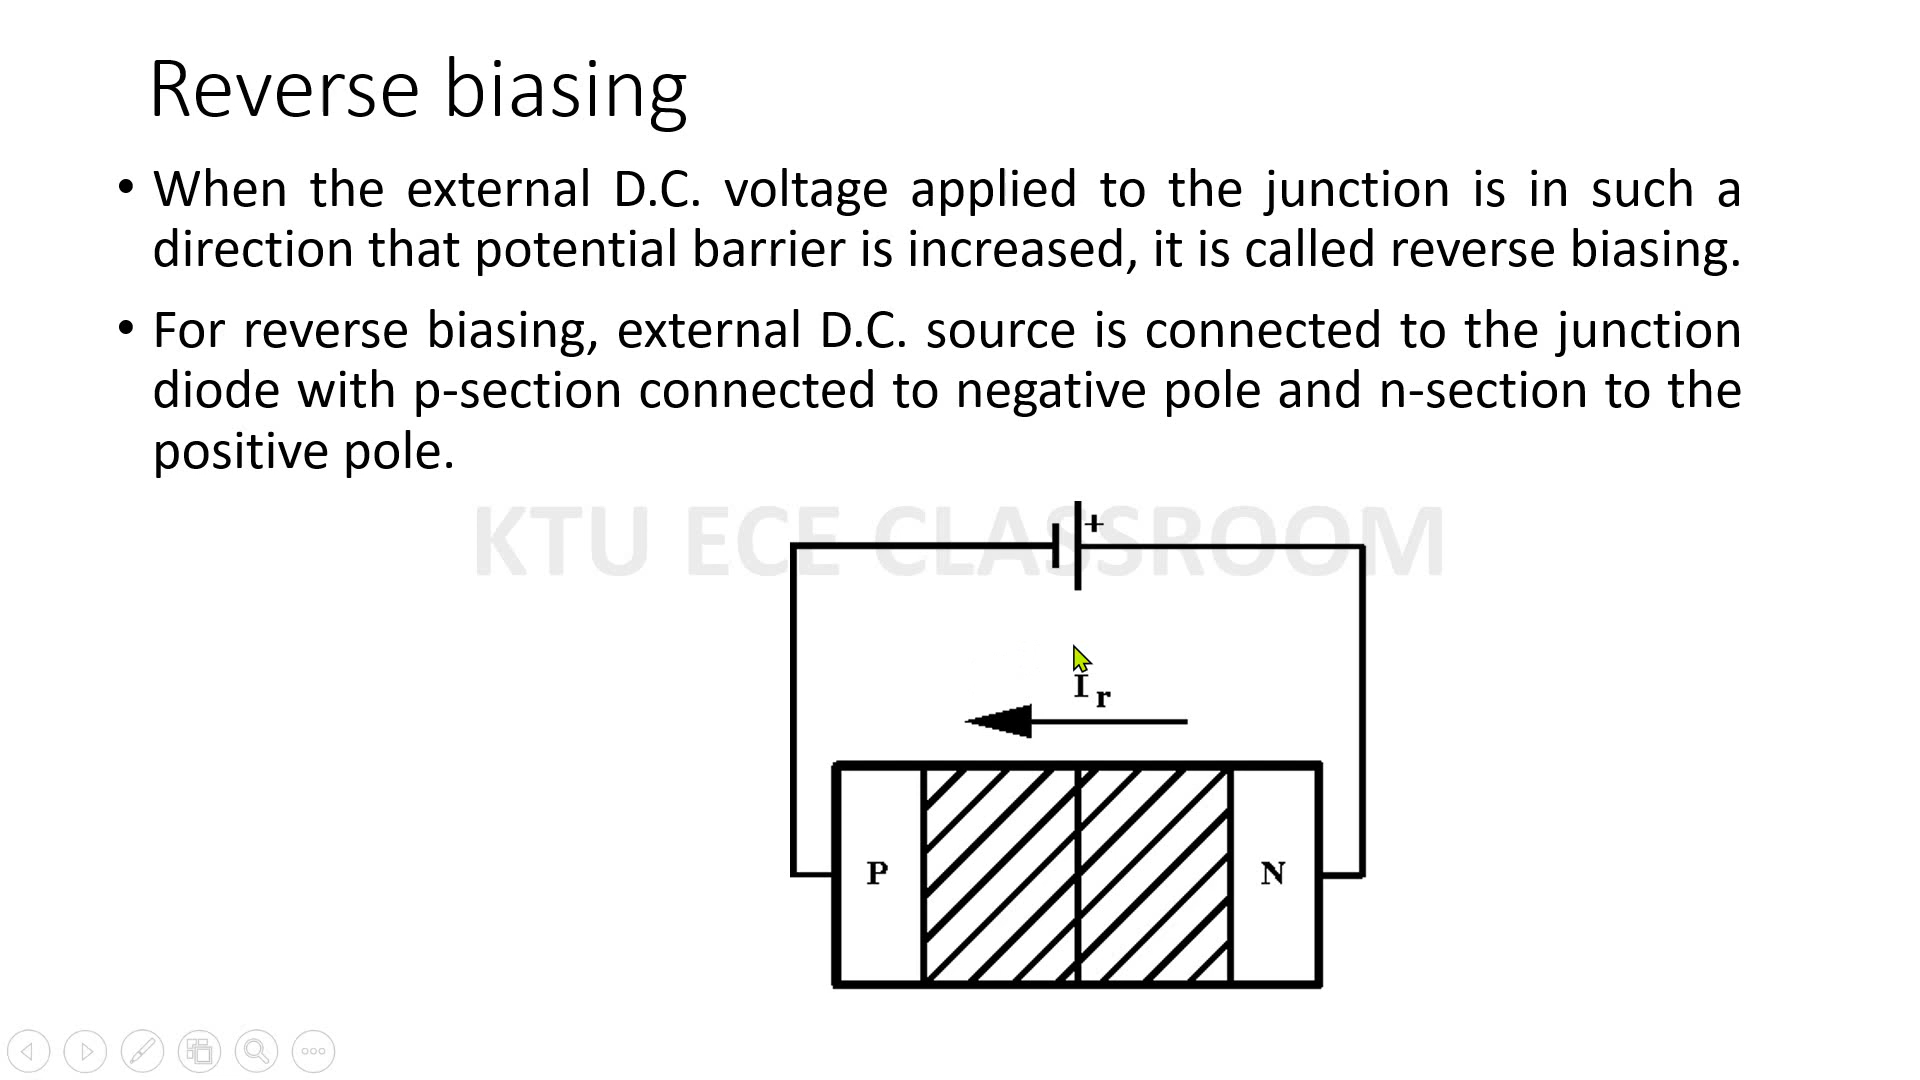 Reverse biasing
• When the external D.C. voltage applied to the junction is in such a
direction that potential barrier is increased, it is called reverse biasing.
• For reverse biasing, external D.C. source is connected to the junction
diode with p-section connected to negative pole and n-section to the
positive pole.
KTU ECE CLASSROOM
+
I r
P N